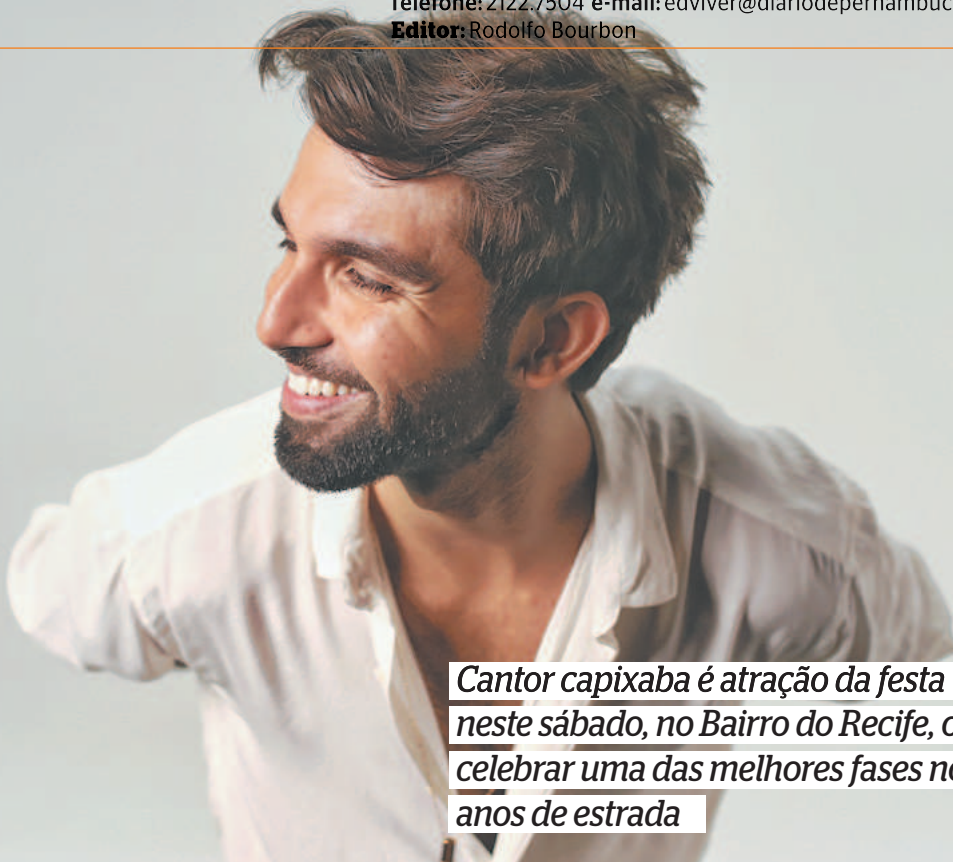 Telefone: 2122.7504 e-mail: edviver@diariodepernambuc
Editor: Rodolfo Bourbon
Cantor capixaba é atração da festa
neste sábado, no Bairro do Recife,
celebrar uma das melhores fases
anos de estrada